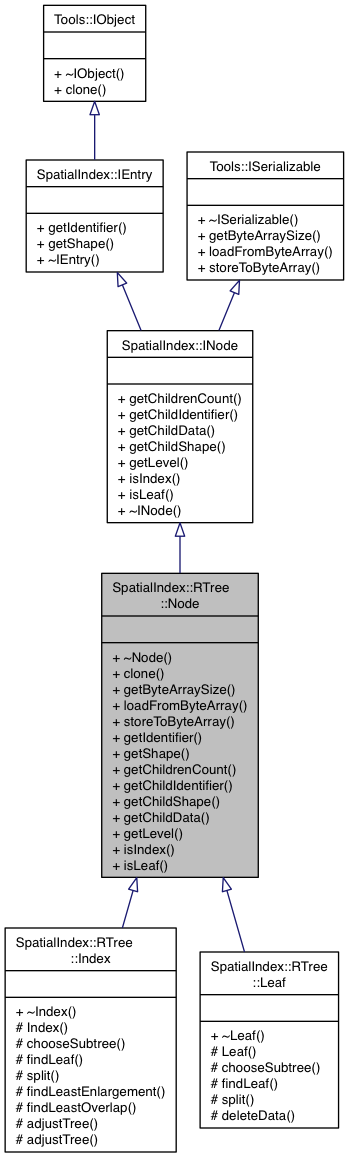 Tools::IObject
+ ~IObject()
+ clone()
SpatialIndex::IEntry
+ getIdentifier()
+ getShape()
+ ~IEntry()
Tools::ISerializable
+ ~ISerializable()
+ getByteArraySize()
+ loadFromByteArray()
+ storeToByteArray()
SpatialIndex::INode
+ getChildrenCount()
+ getChildIdentifier()
+ getChildData()
+ getChildShape()
+ getLevel()
+ isIndex()
+ isLeaf()
+ ~INode()
SpatialIndex::RTree
::Node
+ ~Node()
+ clone()
+ getByteArraySize()
+ loadFromByteArray()
+ storeToByteArray()
+ getIdentifier()
+ getShape()
+ getChildrenCount()
+ getChildIdentifier()
+ getChildShape()
+ getChildData()
+ getLevel()
+ isIndex()
+ isLeaf()
SpatialIndex::RTree
::Index
+ ~Index()
# Index()
# chooseSubtree()
# findLeaf()
# split()
# findLeastEnlargement()
# findLeastOverlap()
# adjustTree()
# adjustTree()
SpatialIndex::RTree
::Leaf
+ ~Leaf()
# Leaf()
# chooseSubtree()
# findLeaf()
# split()
# deleteData()